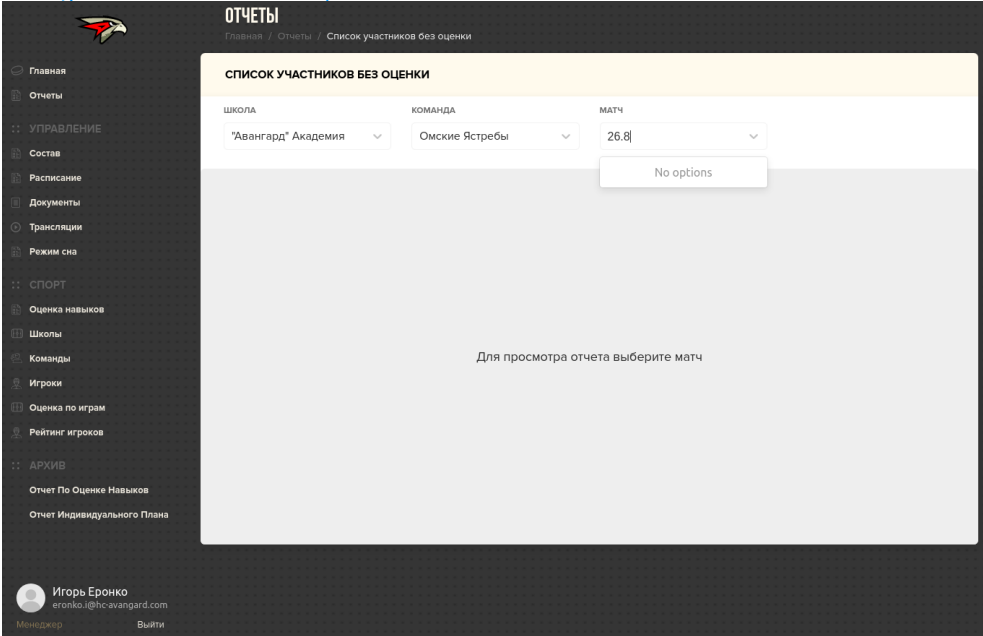 ОТЧЕТЫ
Главная / Отчеты / Список участников без оценки
Главная
Отчеты
УПРАВЛЕНИЕ
Состав
Расписание
Документы
Трансляции
Режим сна
СПОРТ
Оценка навыков
Школы
Команды
Игроки
Оценка по играм
Рейтинг игроков
АРХИВ
Отчет По Оценке Навыков
Отчет Индивидуального Плана
Игорь Еронко
eronko.i@hc-avangard.com
Менеджер Выйти
СПИСОК УЧАСТНИКОВ БЕЗ ОЦЕНКИ
ШКОЛА КОМАНДА МАТЧ
"Авангард" Академия Омские Ястребы 26.8
No options
Для просмотра отчета выберите матч